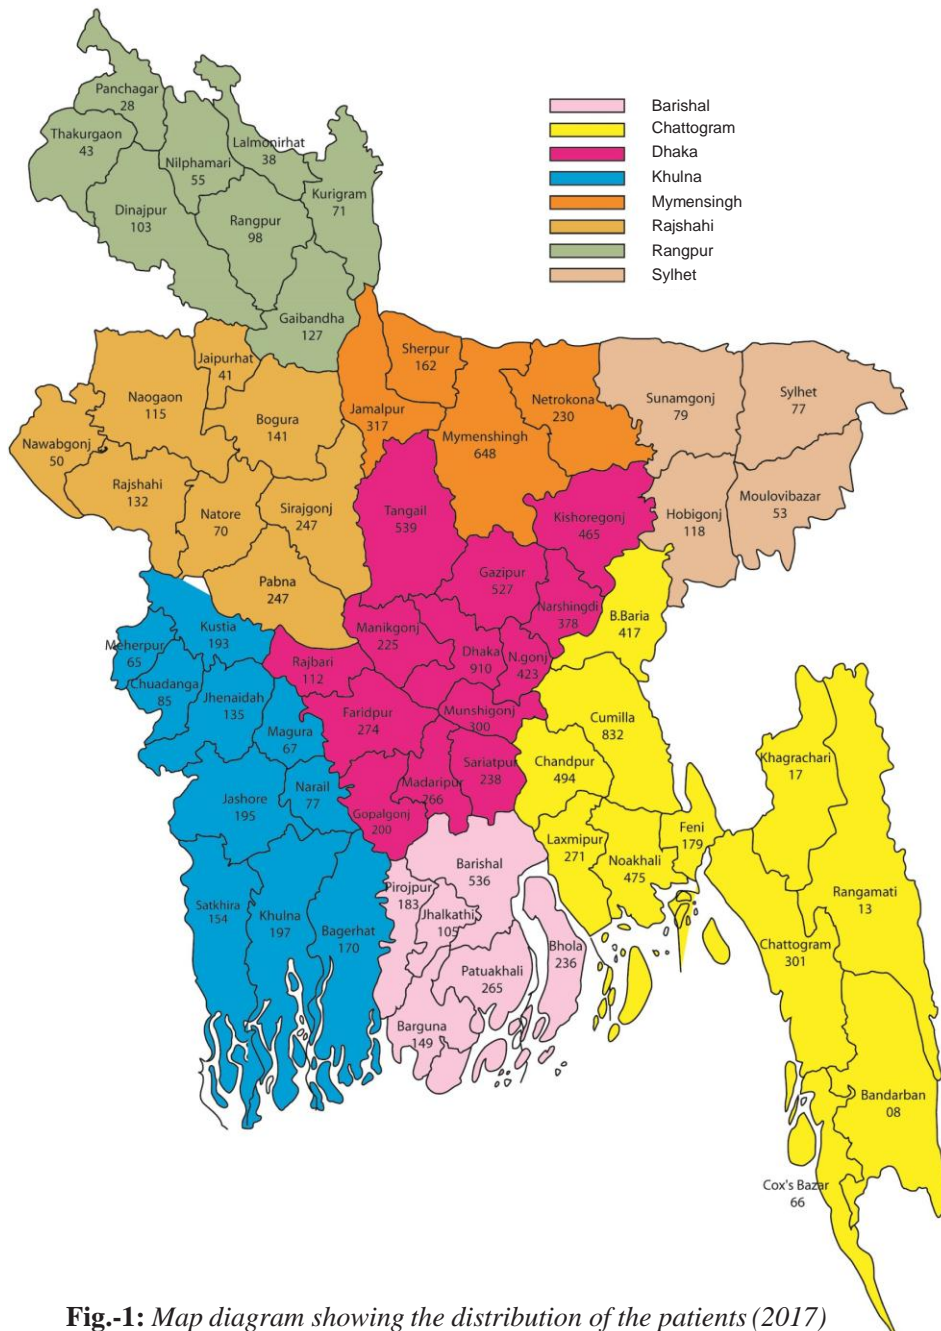 Panchagar
28
Thakurgaon
43
Nilphamari
55
Lalmonirhat
38
Kurigram
71
Dinajpur
103
Rangpur
98
Gaibandha
127
Barishal
Chattogram
Dhaka
Khulna
Mymensingh
Rajshahi
Rangpur
Sylhet
Jaipurhat
41
Naogaon
115
Bogura
141
Nawabgonj
50
Rajshahi
132
Natore
70
Sirajgonj
247
Pabna
247
Sherpur
162
Jamalpur
317
Mymenshingh
648
Netrokona
230
Sunamgonj
79
Sylhet
77
Hobigonj
118
Moulovibazar
53
Tangail
539
Kishoregonj
465
Gazipur
527
Narshingdi
378
Manikgonj
225
Dhaka
910
N.gonj
423
Rajbari
112
Faridpur
274
Munshigonj
300
Madaripur
266
Sariatpur
238
Gopalgonj
200
Kustia
193
Meherpur
65
Chuadanga
85
Jhenaidah
135
Magura
67
Jashore
195
Narail
77
Satkhira
154
Khulna
197
Bagerhat
170
Barishal
536
Pirojpur
183
Jhalkathi
105
Patuakhali
265
Bhola
236
Barguna
149
B.Baria
417
Cumilla
832
Chandpur
494
Laxmipur
271
Noakhali
475
Feni
179
Khagrachari
17
Rangamati
13
Chattogram
301
Bandarban
08
Cox's Bazar
66
Fig.-1: Map diagram showing the distribution of the patients (2017)